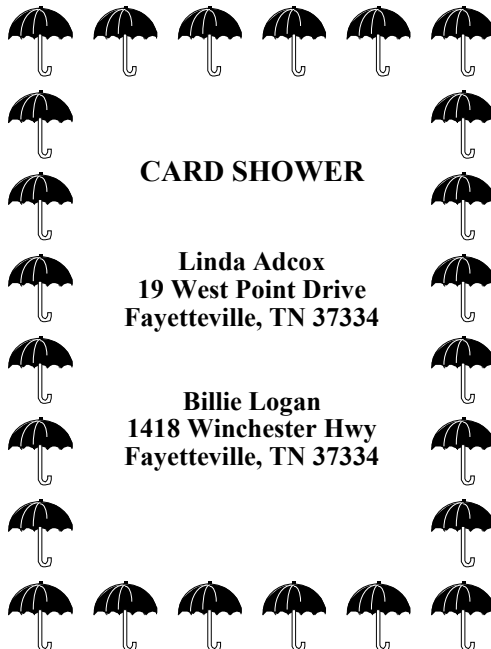 CARD SHOWER
Linda Adcox
19 West Point Drive
Fayetteville, TN 37334
Billie Logan
1418 Winchester Hwy
Fayetteville, TN 37334